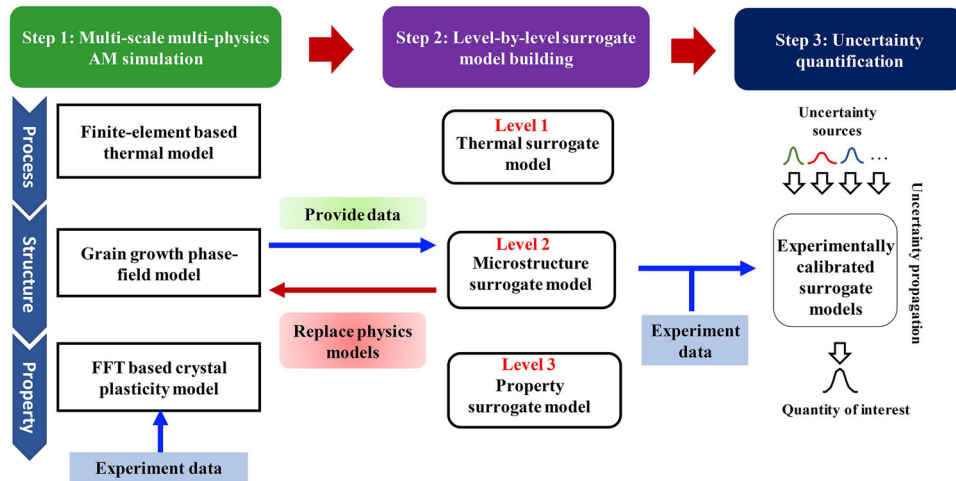 Step 1: Multi-scale multi-physics
AM simulation
Step 2: Level-by-level surrogate
model building
Step 3: Uncertainty
quantification
Process
Structure
Property
Finite-element based
thermal model
Grain growth phase-
field model
FFT based crystal
plasticity model
Experiment data
Provide data
Replace physics
models
Level 1
Thermal surrogate
model
Level 2
Microstructure
surrogate model
Level 3
Property
surrogate model
Experiment
data
Uncertainty
sources
...
Experimentally
calibrated
surrogate
models
Uncertainty propagation
Quantity of interest